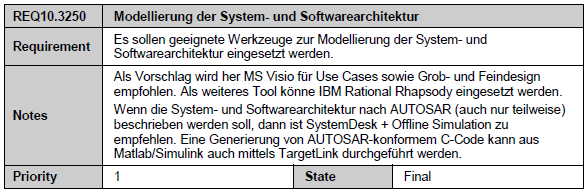 REQ10.3250 Modellierung der System- und Softwarearchitektur
Requirement Es sollen geeignete Werkzeuge zur Modellierung der System- und
Softwarearchitektur eingesetzt werden.
Notes
Als Vorschlag wird her MS Visio für Use Cases sowie Grob- und Feindesign
empfohlen. Als weiteres Tool könne IBM Rational Rhapsody eingesetzt werden.
Wenn die System- und Softwarearchitektur nach AUTOSAR (auch nur teilweise)
beschrieben werden soll, dann ist SystemDesk + Offline Simulation zu
empfehlen. Eine Generierung von AUTOSAR-konformem C-Code kann aus
Matlab/Simulink auch mittels TargetLink durchgeführt werden.
Priority 1 State Final